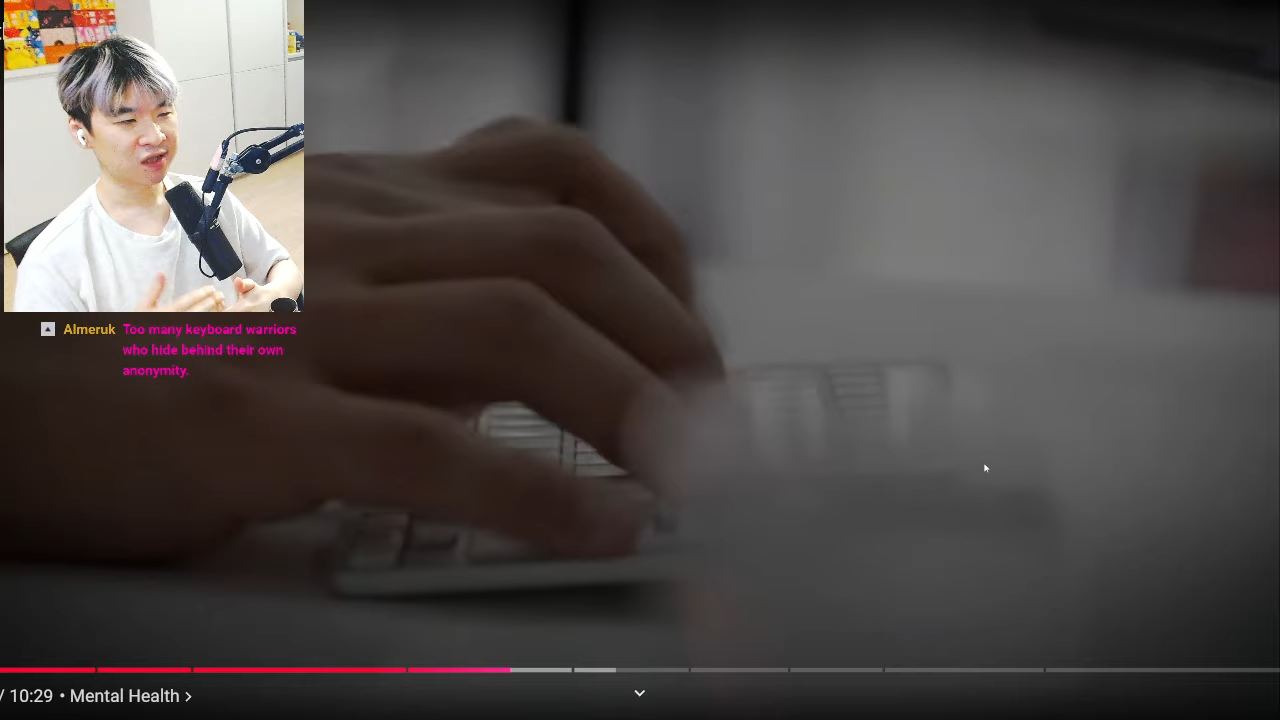 Almeruk Too many keyboard warriors
who hide behind their own
anonymity.
/ 10:29 • Mental Health >